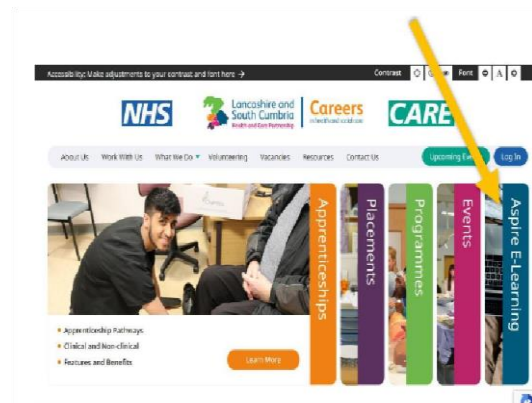 Accessibility: Make adjustments to your contrast and font here →
Contrast
Font
A
NHS
Lancashire and
South Cumbria
Health and Care Partnership
Careers
CARE
About Us
Work With Us
What We Do
Volunteering
Vacancies
Resources
Contact Us
Upcoming
Log In
Apprenticeships
Placements
Programmes
Events
Aspire E-Learning
Apprenticeship Pathways
Clinical and Non-clinical
Features and Benefits
Learn More